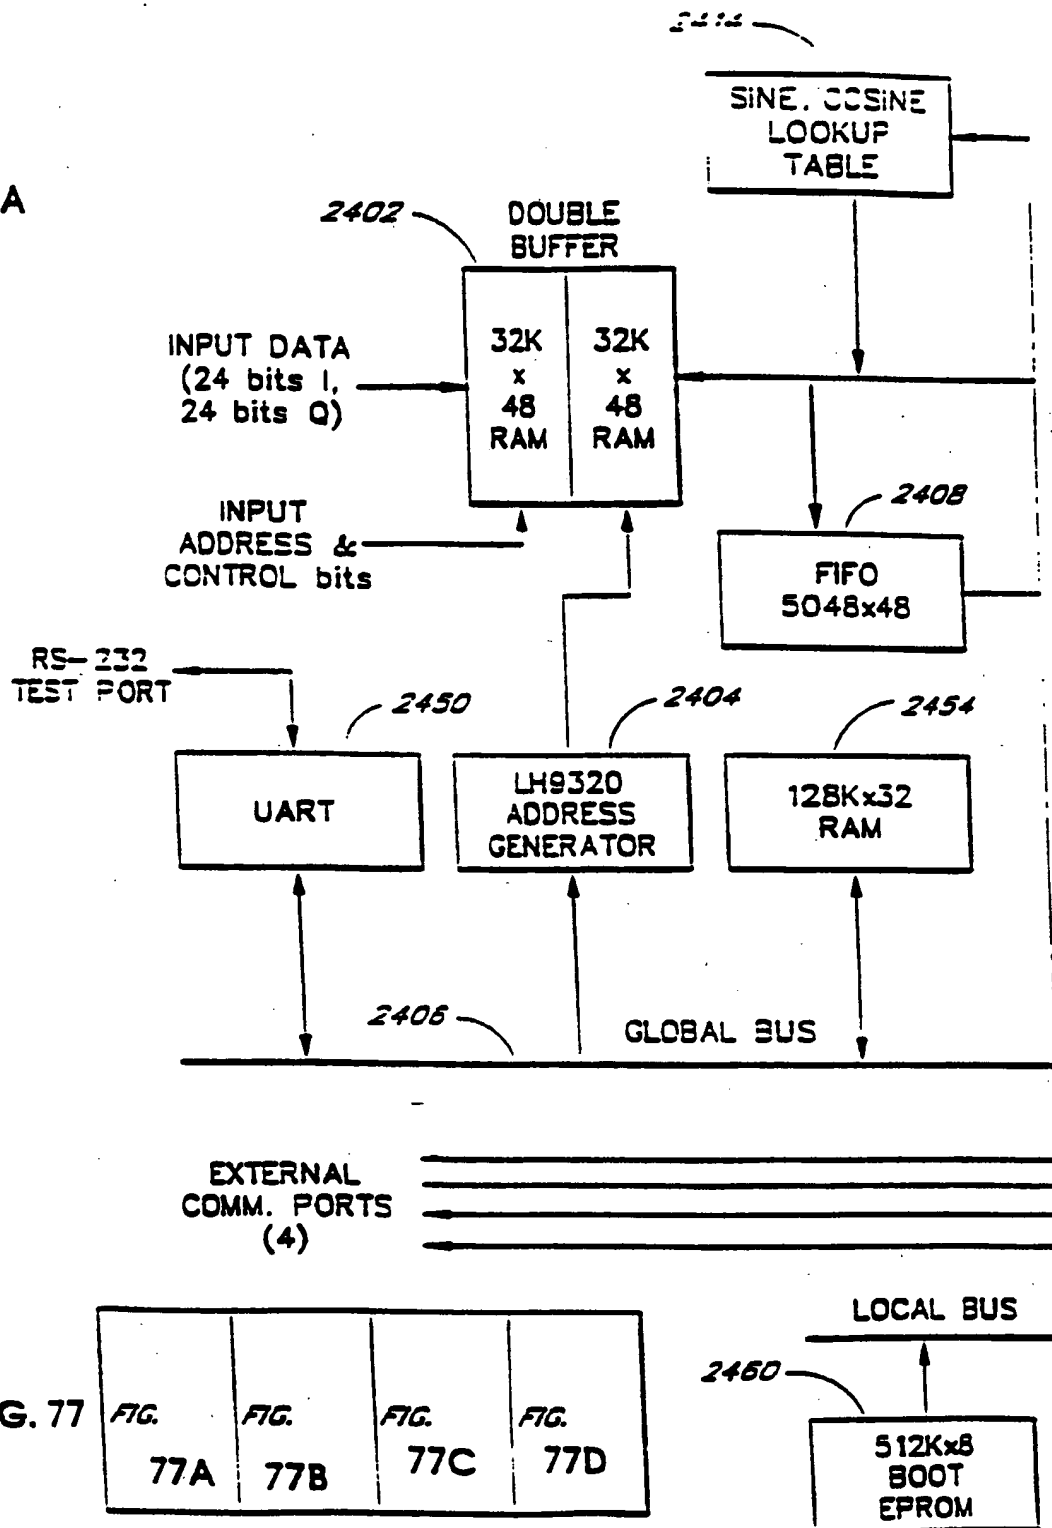 SINE, COSINE
LOOKUP
TABLE
A
2402
DOUBLE
BUFFER
INPUT DATA
(24 bits I,
24 bits Q)
32K
x
48
RAM
32K
x
48
RAM
2408
INPUT
ADDRESS &
CONTROL bits
FIFO
5048x48
RS-232
TEST PORT
2450
2404
2454
UART
LH9320
ADDRESS
GENERATOR
128Kx32
RAM
2406
GLOBAL BUS
EXTERNAL
COMM. PORTS
(4)
LOCAL BUS
2460
G. 77
FIG.
77A
FIG.
77B
FIG.
77C
FIG.
77D
512Kx8
BOOT
EPROM